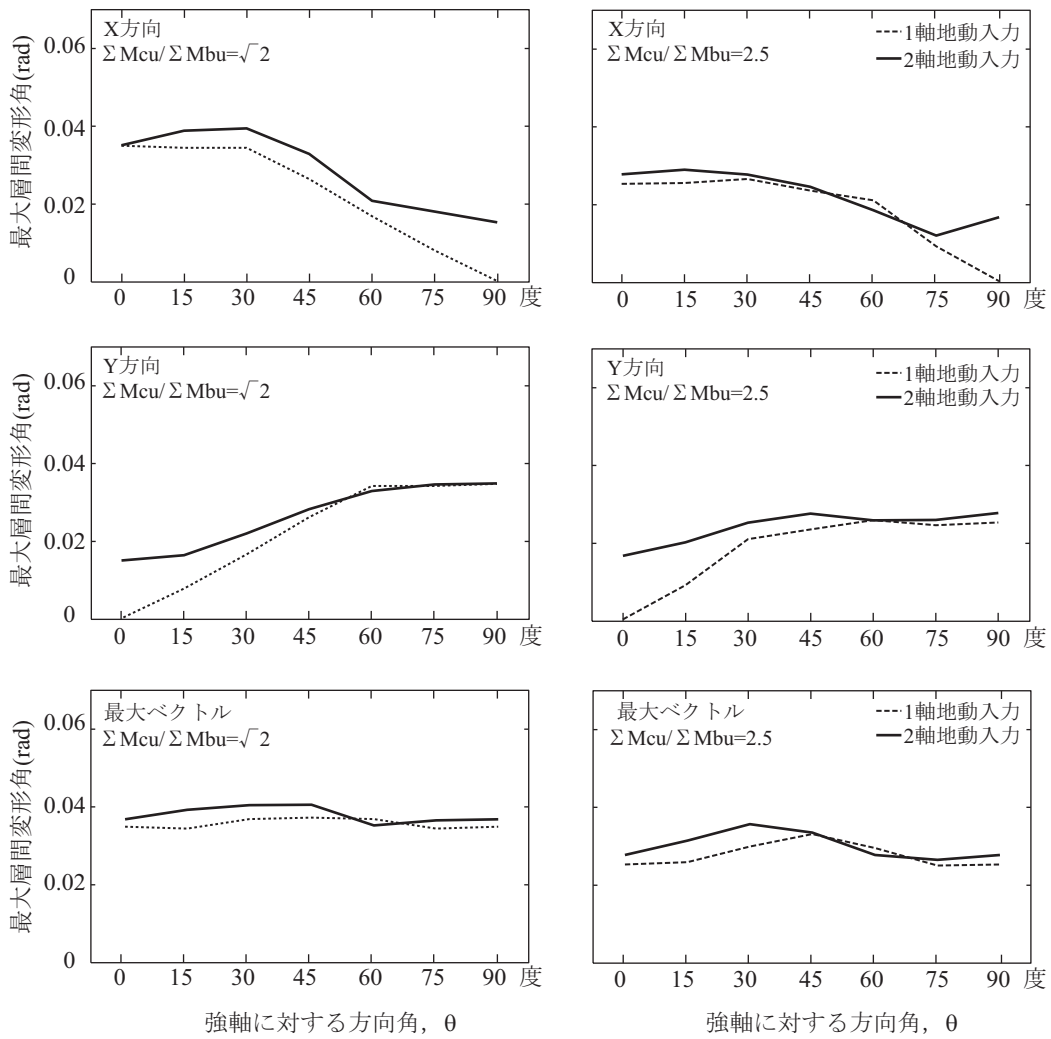 最大層間変形角(rad)
X方向
ΣMcu/ΣMbu=√2
0.06
0.04
0.02
0
0 15 30 45 60 75 90 度
X方向
ΣMcu/ΣMbu=2.5
1軸地動入力
2軸地動入力
0 15 30 45 60 75 90 度
最大層間変形角(rad)
Y方向
ΣMcu/ΣMbu=√2
0.06
0.04
0.02
0
0 15 30 45 60 75 90 度
Y方向
ΣMcu/ΣMbu=2.5
1軸地動入力
2軸地動入力
0 15 30 45 60 75 90 度
最大層間変形角(rad)
最大ベクトル
ΣMcu/ΣMbu=√2
0.06
0.04
0.02
0
0 15 30 45 60 75 90 度
強軸に対する方向角，θ
最大ベクトル
ΣMcu/ΣMbu=2.5
1軸地動入力
2軸地動入力
0 15 30 45 60 75 90 度
強軸に対する方向角，θ